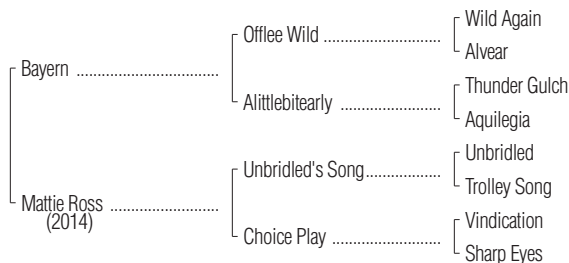 Bayern
Mattie Ross
(2014)
Offlee Wild
Alittlebitearly
Unbridled's Song
Choice Play
Wild Again
Alvear
Thunder Gulch
Aquilegia
Unbridled
Trolley Song
Vindication
Sharp Eyes